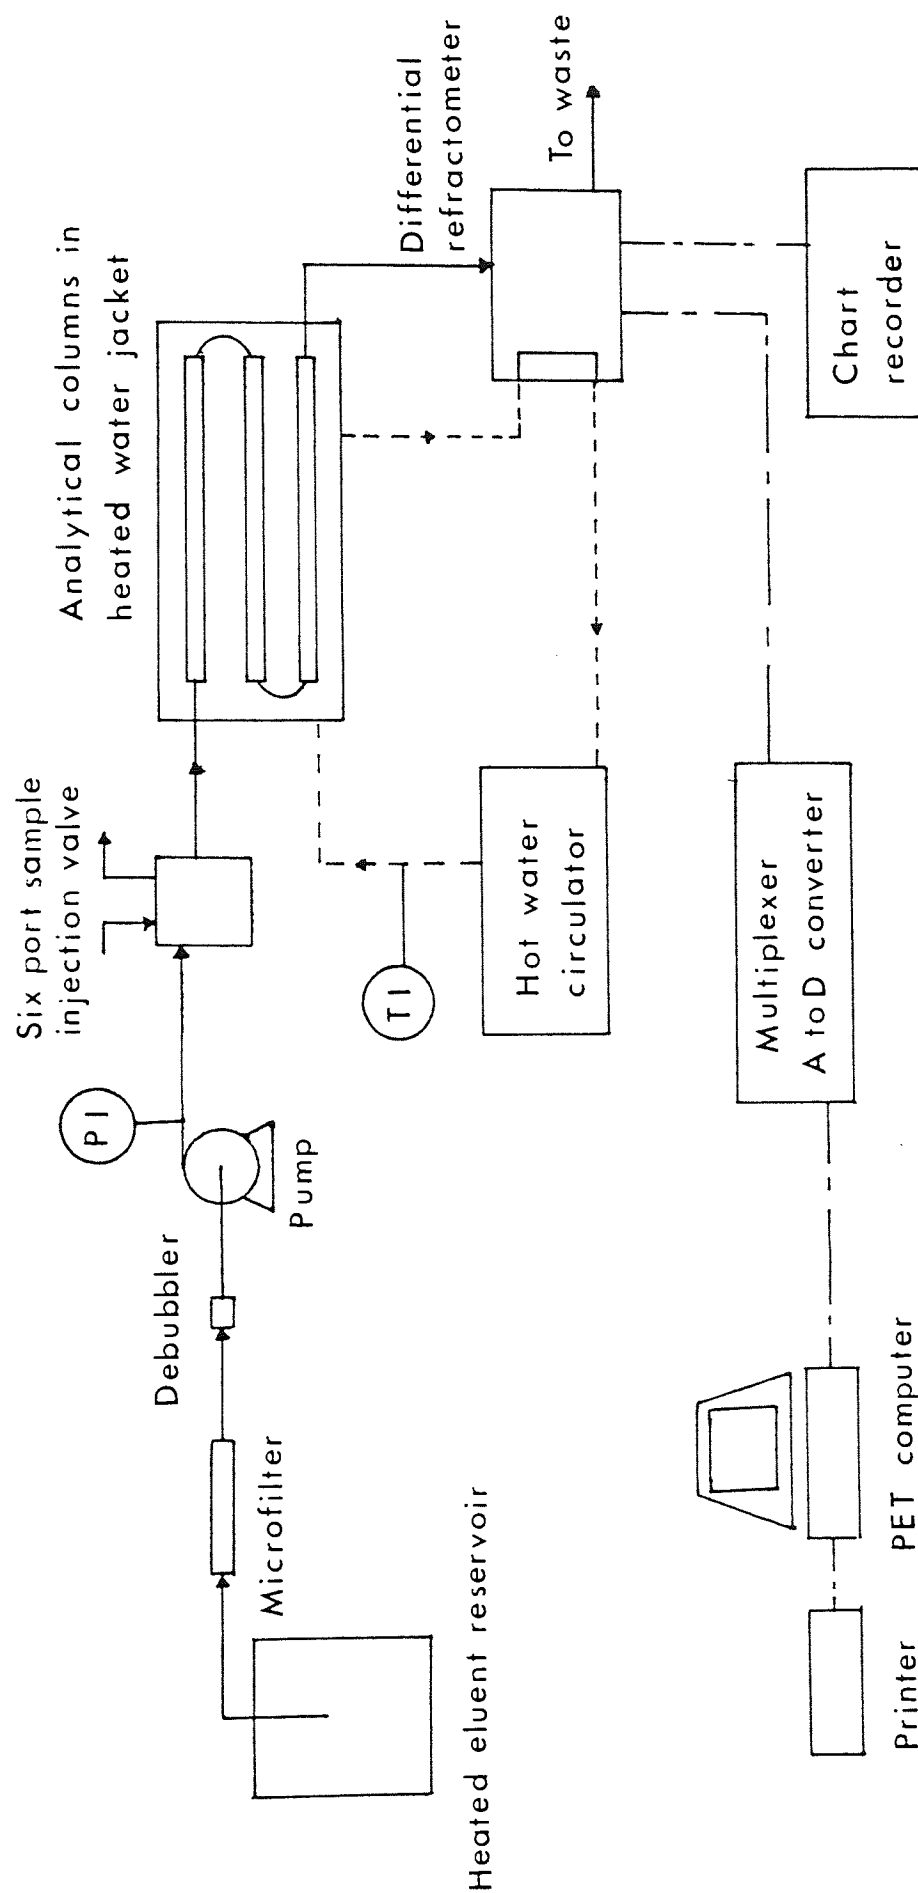 Analytical columns in
heated water jacket
Six port sample
injection valve
Differential
refractometer
To waste
PI
Debubbler
Pump
TI
Microfilter
Hot water
circulator
Chart
recorder
Heated eluent reservoir
Multiplexer
A to D converter
Printer
PET computer